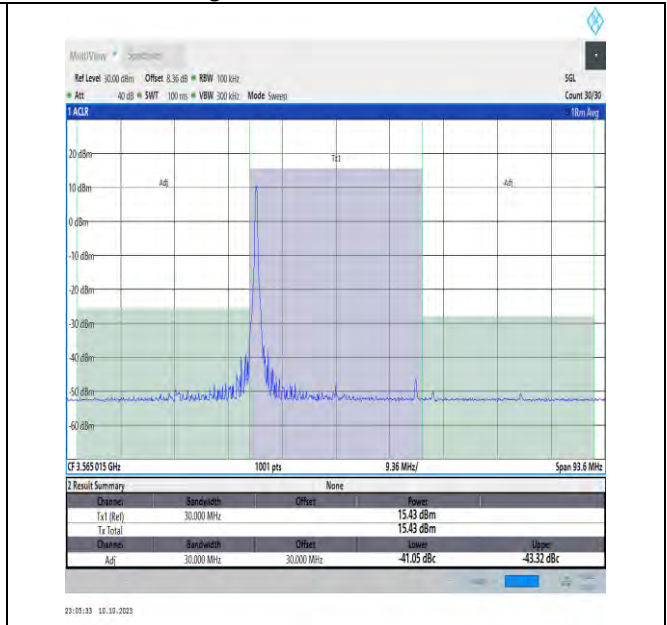 MultiView
Spectrum
Ref Level 30.00 dBm Offset 8.36 dB RBW 100 kHz SGL
Att 40 dB SWT 100 ms VBW 300 kHz Mode Sweep Count 30/30
1 ACLR 1Rm Avg
20 dBm
Tx1
Adj Adj
10 dBm
0 dBm
-10 dBm
-20 dBm
-30 dBm
-40 dBm
-50 dBm
-60 dBm
CF 3.565 015 GHz 1001 pts 9.36 MHz/ Span 93.6 MHz
2 Result Summary None
Channel Bandwidth Offset Power
Tx1 (Ref) 30.000 MHz 15.43 dBm
Tx Total 15.43 dBm
Channel Bandwidth Offset Lower Upper
Adj 30.000 MHz 30.000 MHz -41.05 dBc -43.32 dBc
23:03:33 10.10.2023